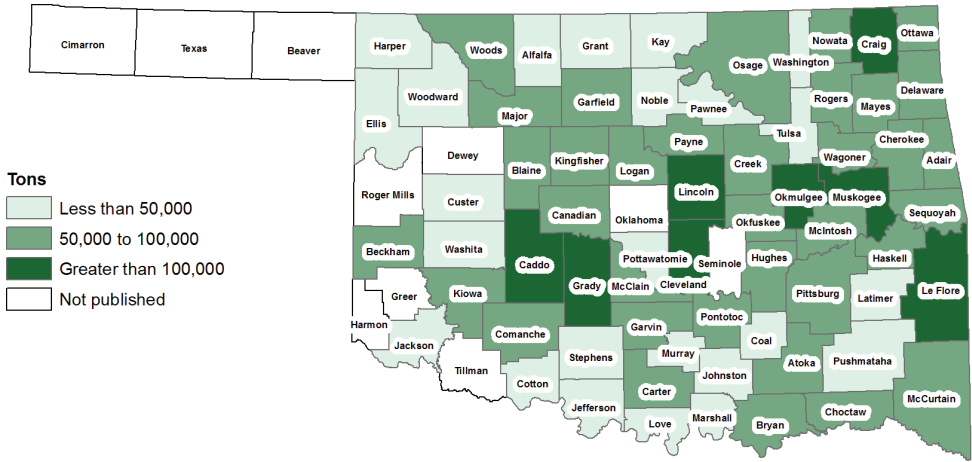 Cimarron
Texas
Beaver
Harper
Woods
Alfalfa
Grant
Kay
Osage
Washington
Nowata
Craig
Ottawa
Woodward
Ellis
Major
Garfield
Noble
Pawnee
Rogers
Mayes
Delaware
Tulsa
Dewey
Blaine
Kingfisher
Logan
Payne
Creek
Wagoner
Cherokee
Adair
Roger Mills
Custer
Canadian
Oklahoma
Lincoln
Okmulgee
Muskogee
Okfuskee
McIntosh
Sequoyah
Beckham
Washita
Caddo
Grady
McClain
Pottawatomie
Cleveland
Seminole
Hughes
Haskell
Greer
Kiowa
Pittsburg
Latimer
Le Flore
Harmon
Jackson
Comanche
Garvin
Pontotoc
Coal
Murray
Tillman
Cotton
Stephens
Johnston
Atoka
Pushmataha
Carter
Jefferson
Love
Marshall
Bryan
Choctaw
McCurtain
Tons
Less than 50,000
50,000 to 100,000
Greater than 100,000
Not published